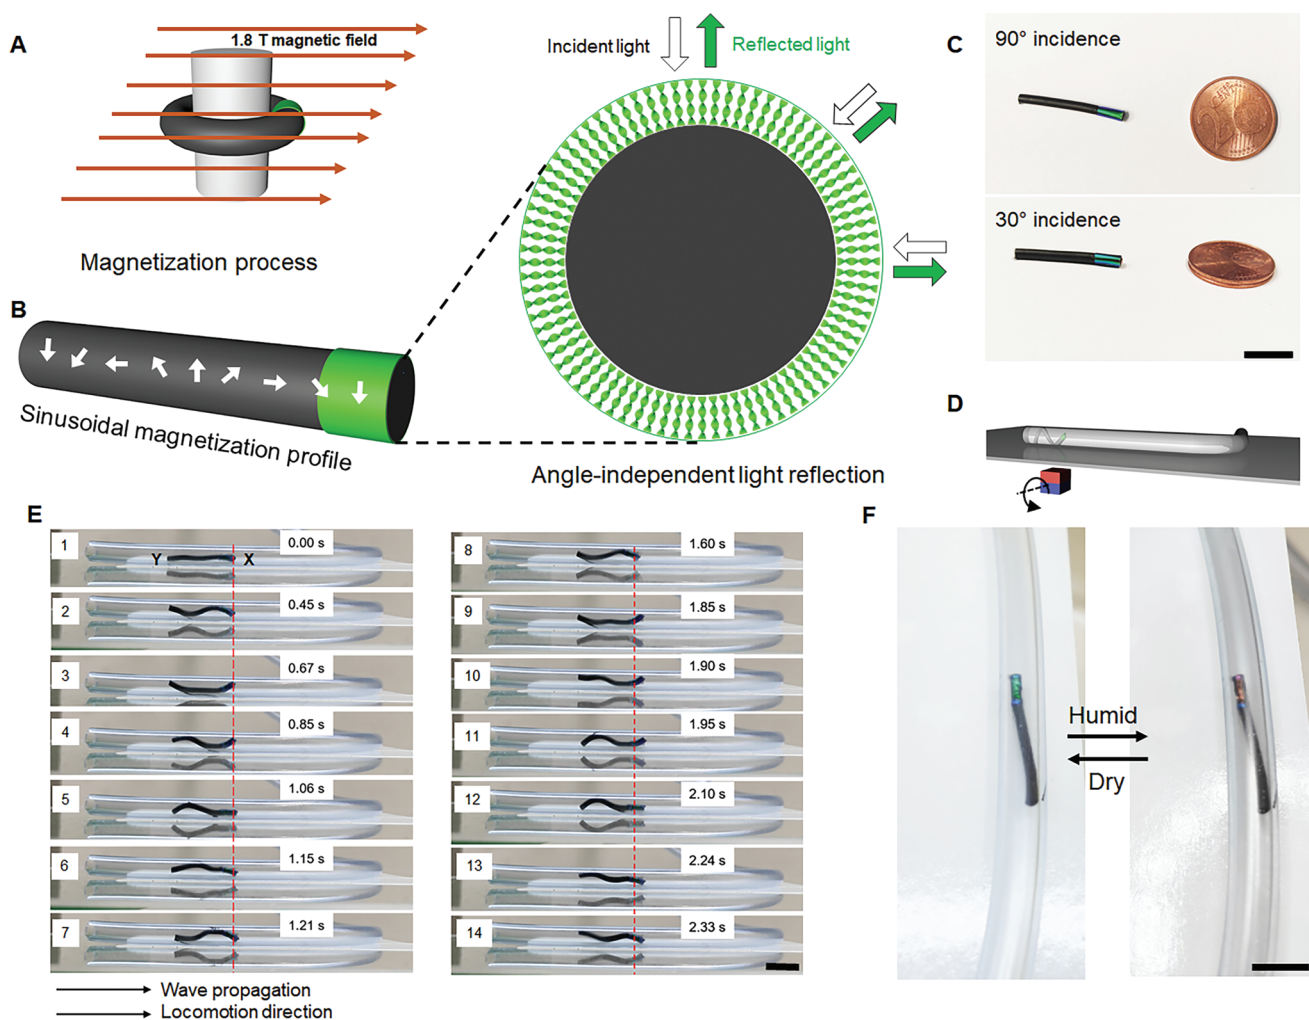 A
1.8 T magnetic field
Magnetization process
Incident light
Reflected light
Angle-independent light reflection
B
Sinusoidal magnetization profile
C
90° incidence
2
30° incidence
D
E
1
0.00 s
Y
X
2
0.45 s
3
0.67 s
4
0.85 s
5
1.06 s
6
1.15 s
7
1.21 s
8
1.60 s
9
1.85 s
10
1.90 s
11
1.95 s
12
2.10 s
13
2.24 s
14
2.33 s
Wave propagation
Locomotion direction
F
Humid
Dry